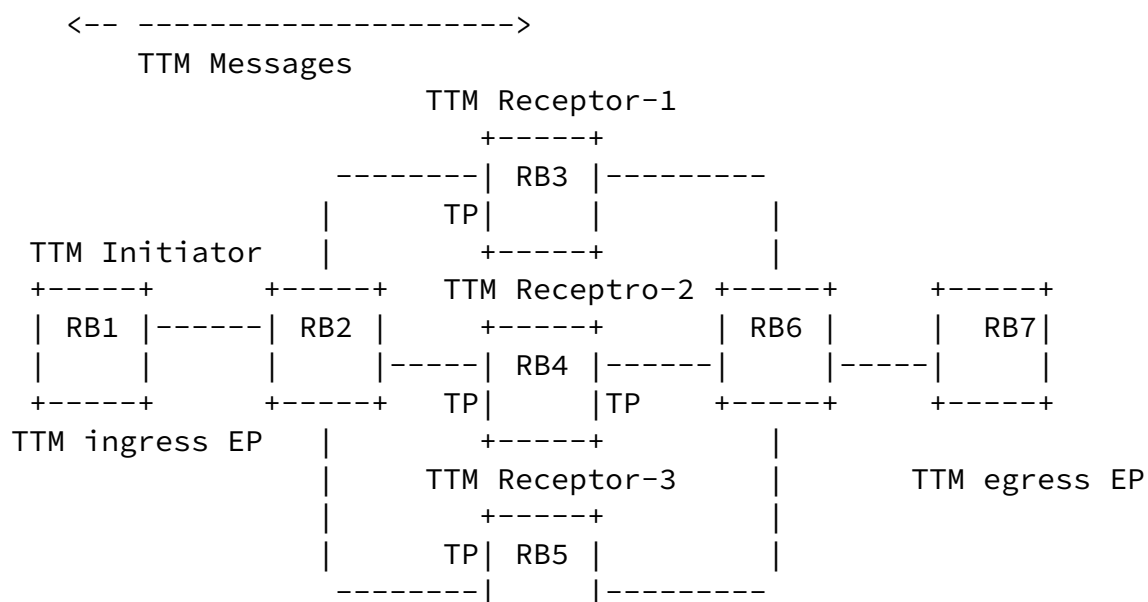 <-- --------------------->
TTM Messages
TTM Receptor-1
+-----+
--------| RB3 |---------
| TP| | |
TTM Initiator | +-----+ |
+-----+ +-----+ TTM Receptro-2 +-----+ +-----+
| RB1 |------| RB2 | +-----+ | RB6 | | RB7|
| | | |-----| RB4 |------| |-----| |
+-----+ +-----+ TP| |TP +-----+ +-----+
TTM ingress EP | +-----+ |
| TTM Receptor-3 | TTM egress EP
| +-----+ |
| TP| RB5 | |
--------| |---------